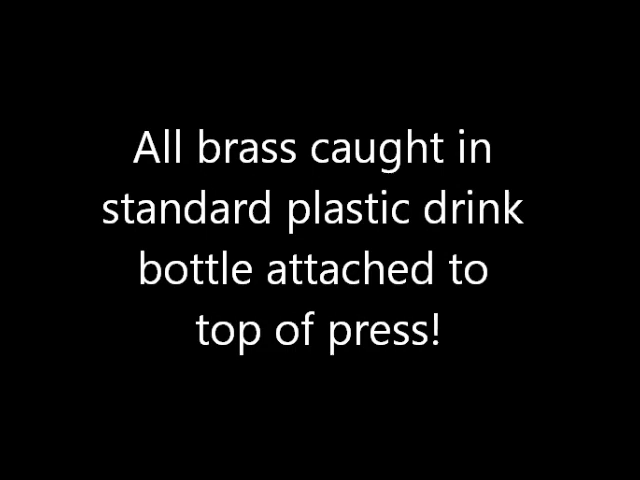 All brass caught in
standard plastic drink
bottle attached to
top of press!